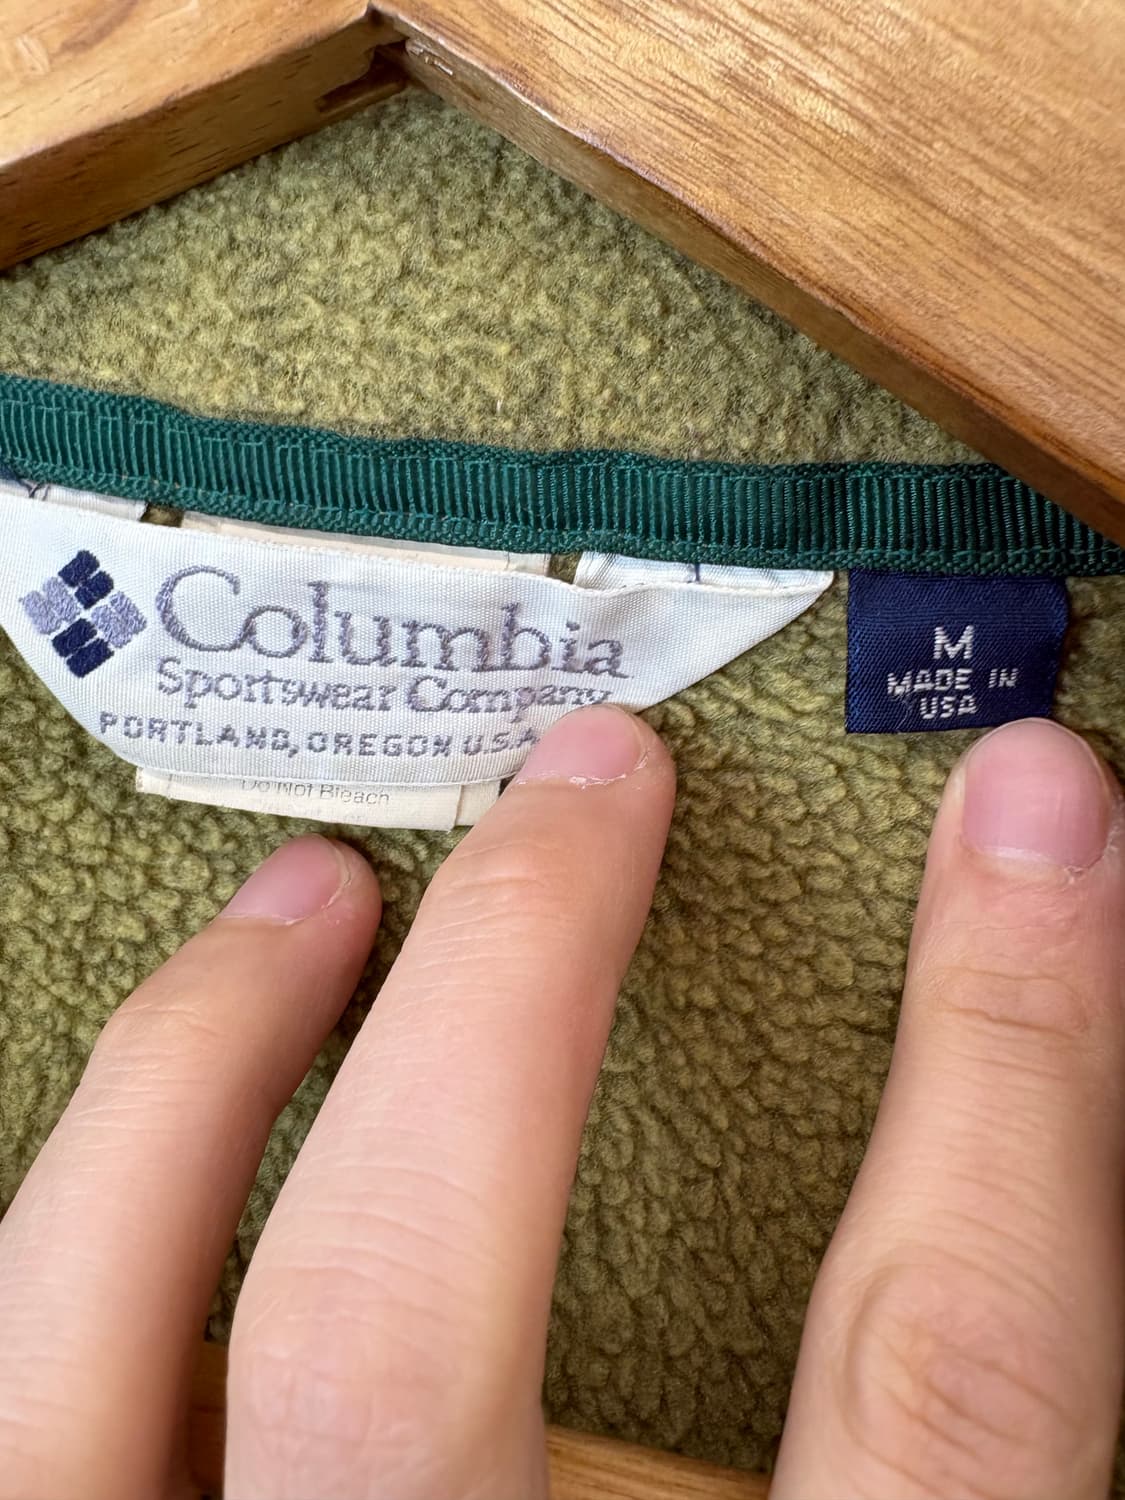 Columbia
Sportswear Company
PORTLAND, OREGON U.S.A
Do Not Bleach
M
MADE IN
USA